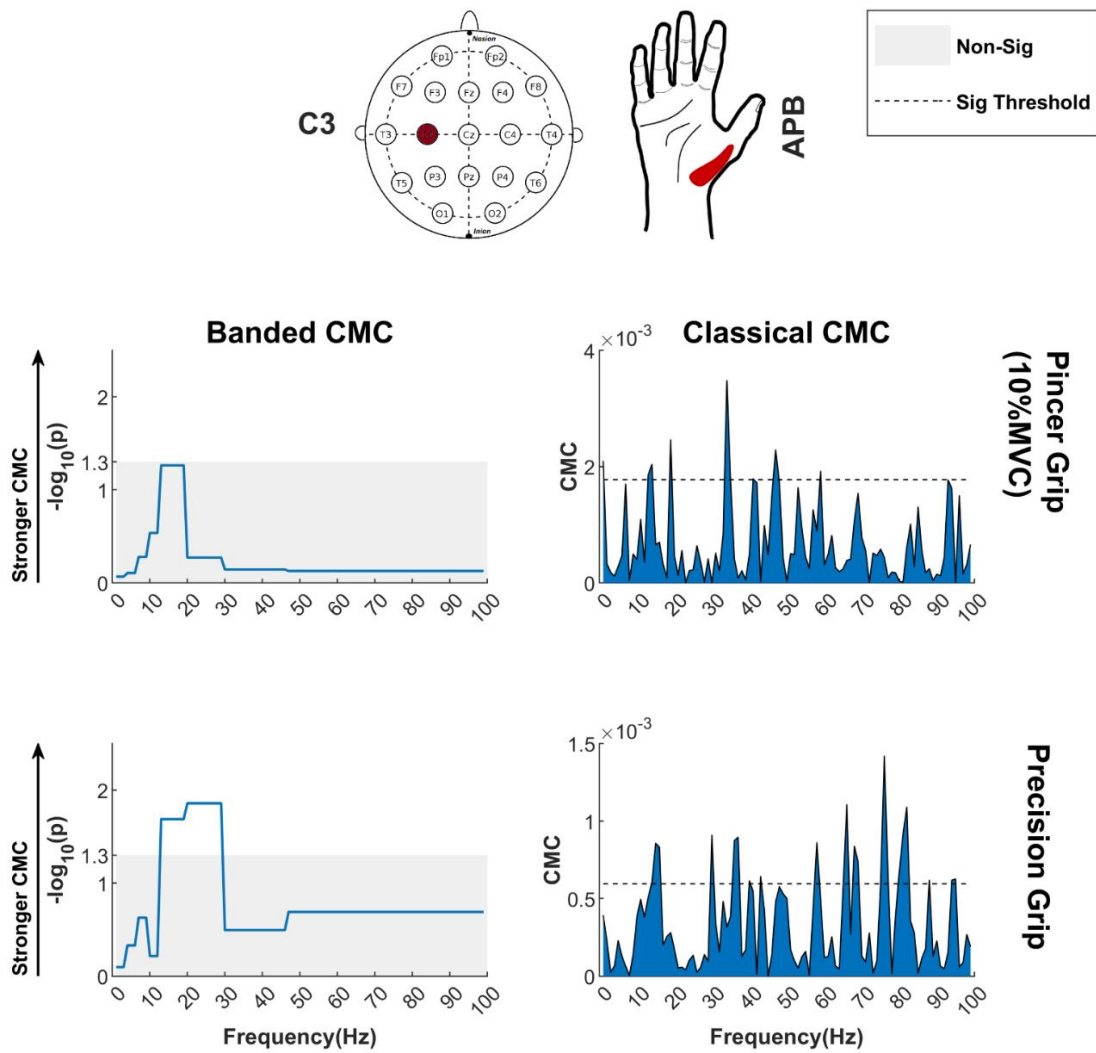 Nasion
Fp1 Fp2
F7 F3 Fz F4 F8
C3 T3 Cz C4 T4
T5 P3 Pz P4 T6
O1 O2
Inion
APB
Non-Sig
Sig Threshold
Banded CMC
Classical CMC
Pincer Grip
(10%MVC)
Stronger CMC
-log10(p)
2
1.3
1
0
0 10 20 30 40 50 60 70 80 90 100
×10-3
CMC
4
2
0
0 10 20 30 40 50 60 70 80 90 100
Precision Grip
Stronger CMC
-log10(p)
2
1.3
1
0
0 10 20 30 40 50 60 70 80 90 100
Frequency(Hz)
×10-3
CMC
1.5
1
0.5
0
0 10 20 30 40 50 60 70 80 90 100
Frequency(Hz)